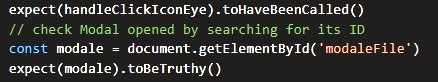 expect(handleClickIconEye).toHaveBeenCalled()
// check Modal opened by searching for its ID
const modale = document.getElementById('modaleFile')
expect(modale).toBeTruthy()